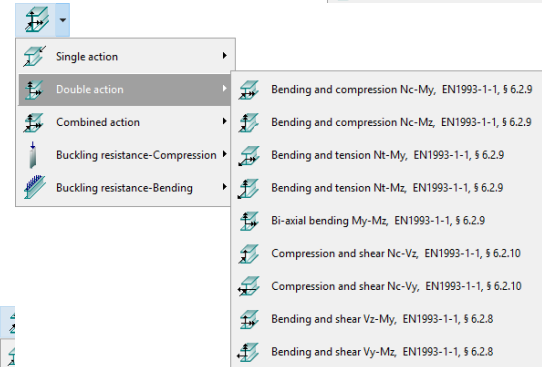 Single action
Double action
Combined action
Buckling resistance-Compression
Buckling resistance-Bending
Bending and compression Nc-My, EN1993-1-1, § 6.2.9
Bending and compression Nc-Mz, EN1993-1-1, § 6.2.9
Bending and tension Nt-My, EN1993-1-1, § 6.2.9
Bending and tension Nt-Mz, EN1993-1-1, § 6.2.9
Bi-axial bending My-Mz, EN1993-1-1, § 6.2.9
Compression and shear Nc-Vz, EN1993-1-1, § 6.2.10
Compression and shear Nc-Vy, EN1993-1-1, § 6.2.10
Bending and shear Vz-My, EN1993-1-1, § 6.2.8
Bending and shear Vy-Mz, EN1993-1-1, § 6.2.8